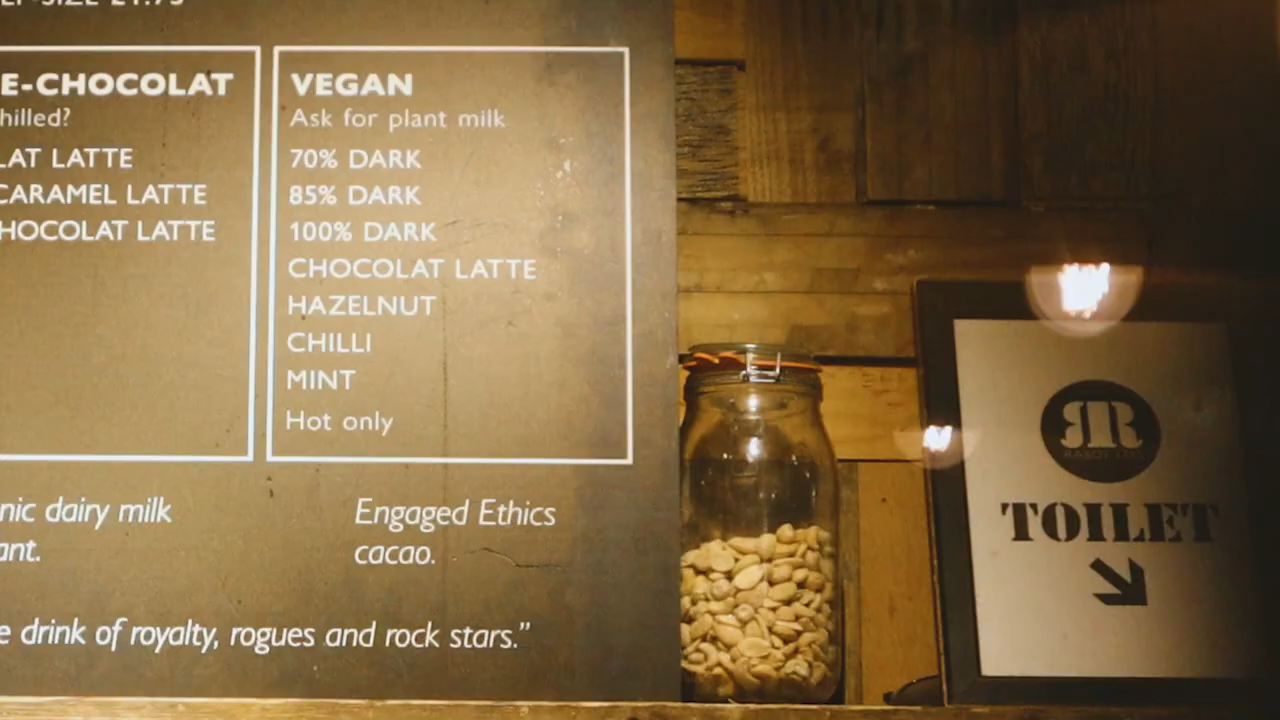 E-CHOCOLAT
hilled?
LAT LATTE
CARAMEL LATTE
HOCOLAT LATTE
VEGAN
Ask for plant milk
70% DARK
85% DARK
100% DARK
CHOCOLAT LATTE
HAZELNUT
CHILLI
MINT
Hot only
nic dairy milk
ant.
Engaged Ethics
cacao.
e drink of royalty, rogues and rock stars.”
RR
TOILET